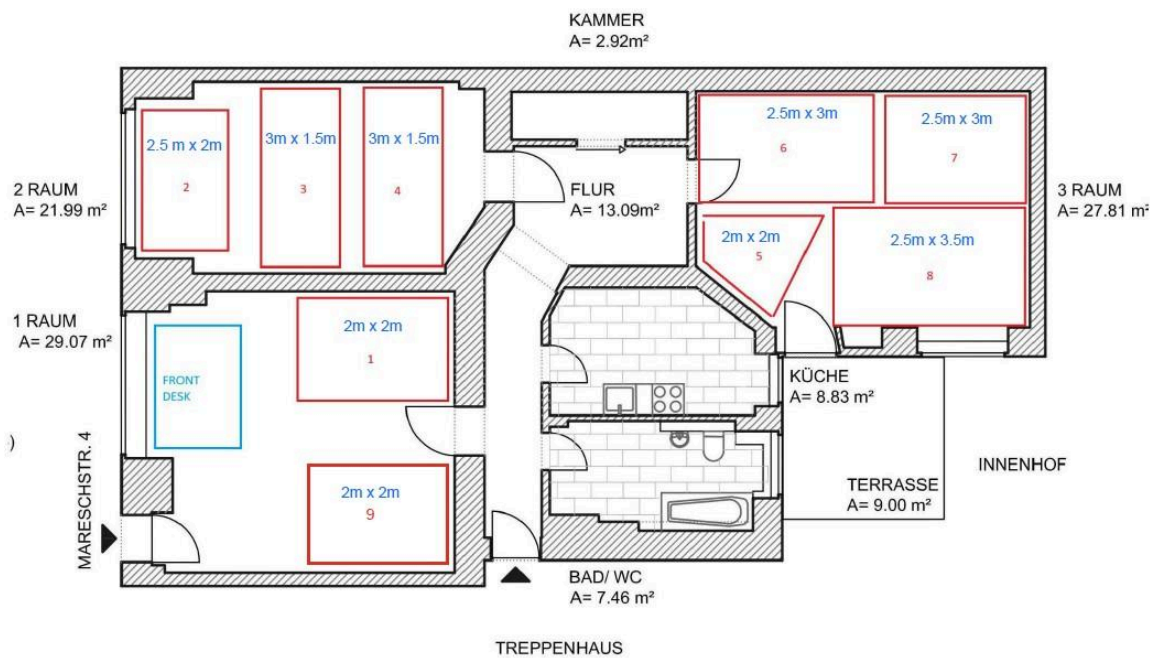 KAMMER
A= 2.92m²
2 RAUM
A= 21.99 m²
2.5 m x 2m
2
3m x 1.5m
3
3m x 1.5m
4
FLUR
A= 13.09m²
2.5m x 3m
6
2.5m x 3m
7
3 RAUM
A= 27.81 m²
2m x 2m
5
2.5m x 3.5m
8
1 RAUM
A= 29.07 m²
2m x 2m
1
FRONT
DESK
KÜCHE
A= 8.83 m²
)
MARESCHSTR. 4
2m x 2m
9
INNENHOF
TERRASSE
A= 9.00 m²
BAD/ WC
A= 7.46 m²
TREPPENHAUS